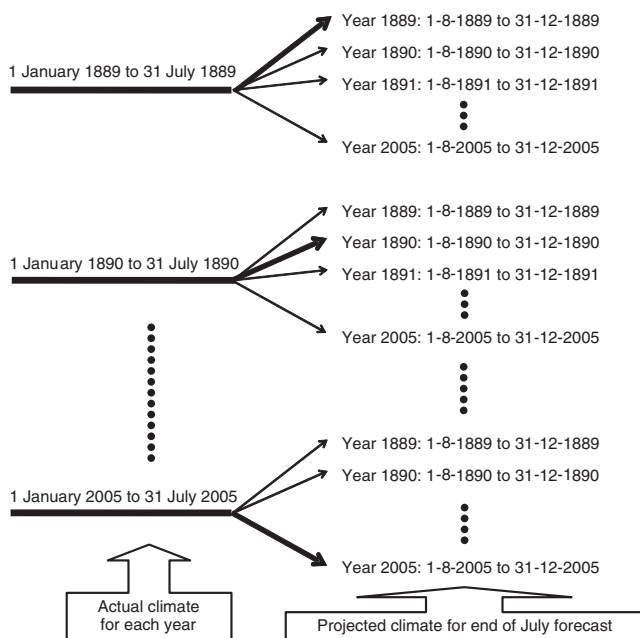 Year 1889: 1-8-1889 to 31-12-1889
Year 1890: 1-8-1890 to 31-12-1890
1 January 1889 to 31 July 1889
Year 1891: 1-8-1891 to 31-12-1891
Year 2005: 1-8-2005 to 31-12-2005
Year 1889: 1-8-1889 to 31-12-1889
Year 1890: 1-8-1890 to 31-12-1890
1 January 1890 to 31 July 1890
Year 1891: 1-8-1891 to 31-12-1891
Year 2005: 1-8-2005 to 31-12-2005
Year 1889: 1-8-1889 to 31-12-1889
Year 1890: 1-8-1890 to 31-12-1890
1 January 2005 to 31 July 2005
Year 2005: 1-8-2005 to 31-12-2005
Actual climate
for each year
Projected climate for end of July forecast